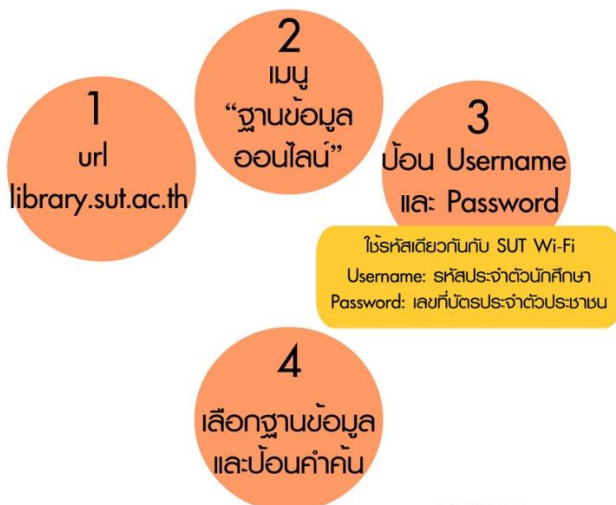 1
url
library.sut.ac.th
2
เมนู
“ฐานข้อมูล
ออนไลน์”
3
ป้อน Username
และ Password
ใช้รหัสเดียวกันกับ SUT Wi-Fi
Username: รหัสประจำตัวนักศึกษา
Password: เลขที่บัตรประจำตัวประชาชน
4
เลือกฐานข้อมูล
และป้อนคำค้น